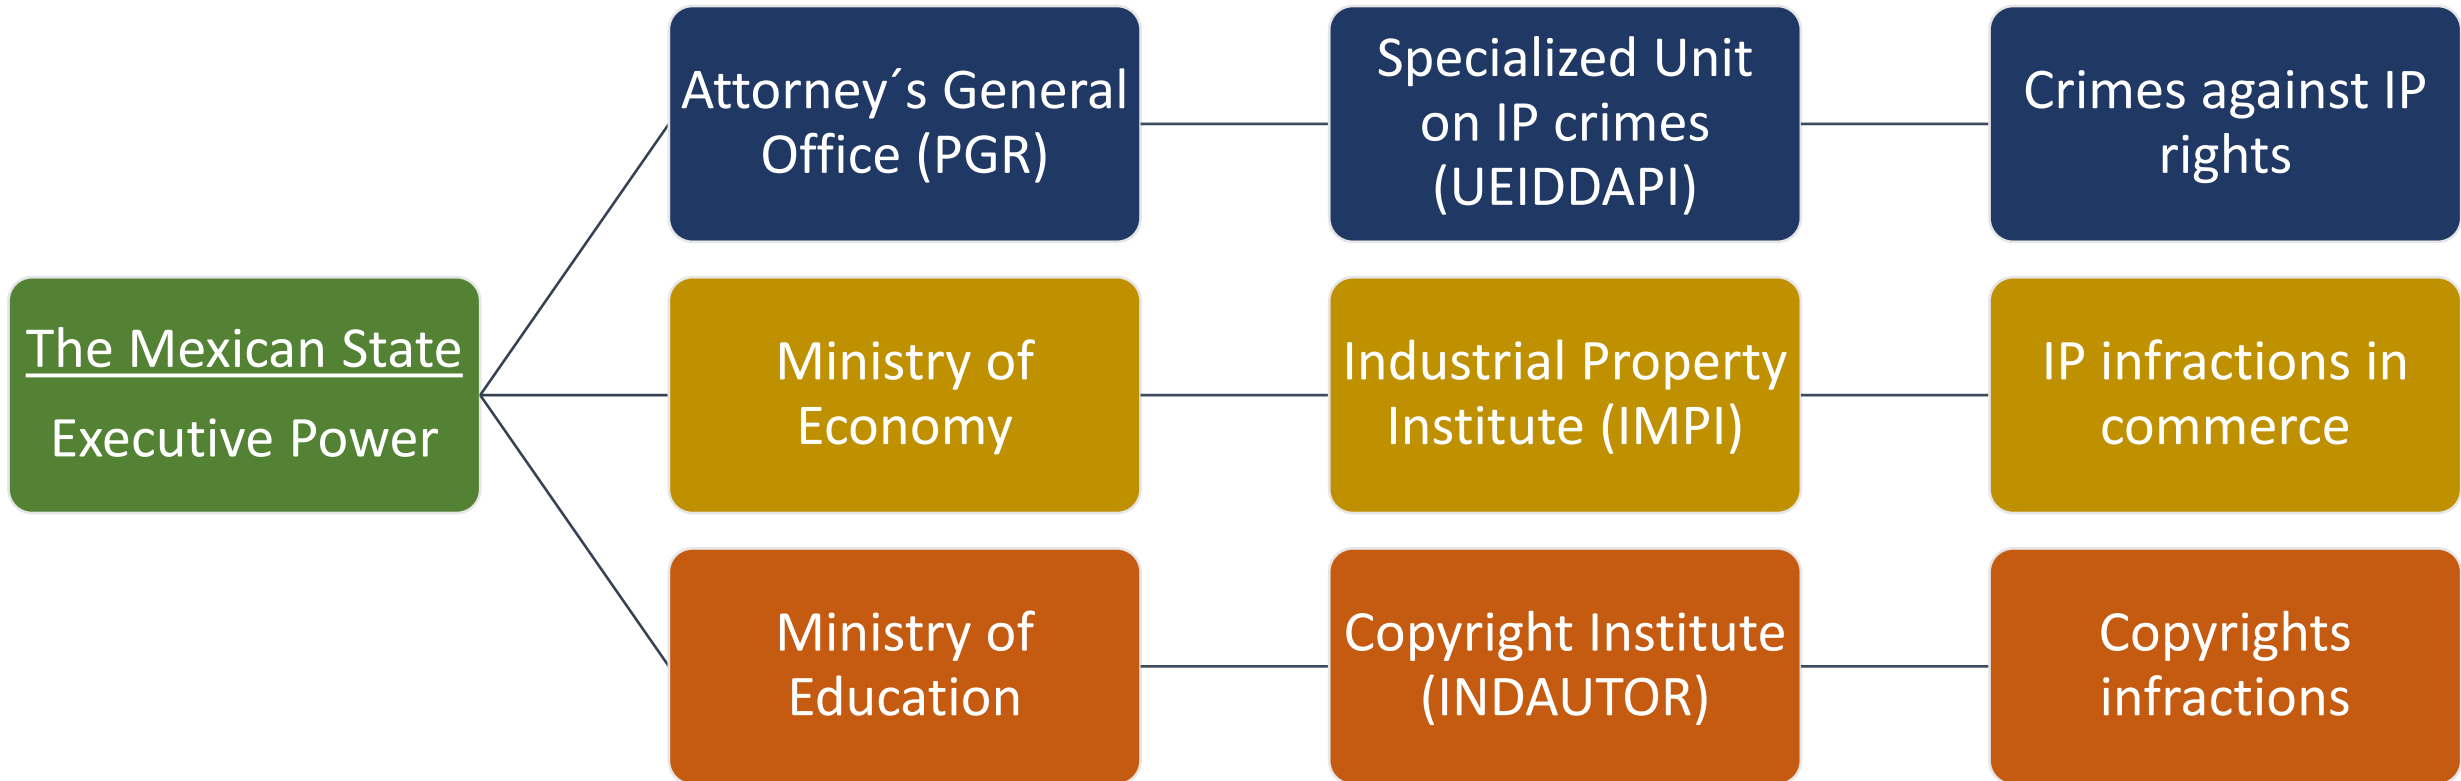 Attorney´s General
Office (PGR)
Specialized Unit
on IP crimes
(UEIDDAPI)
Crimes against IP
rights
The Mexican State
Executive Power
Ministry of
Economy
Industrial Property
Institute (IMPI)
IP infractions in
commerce
Ministry of
Education
Copyright Institute
(INDAUTOR)
Copyrights
infractions